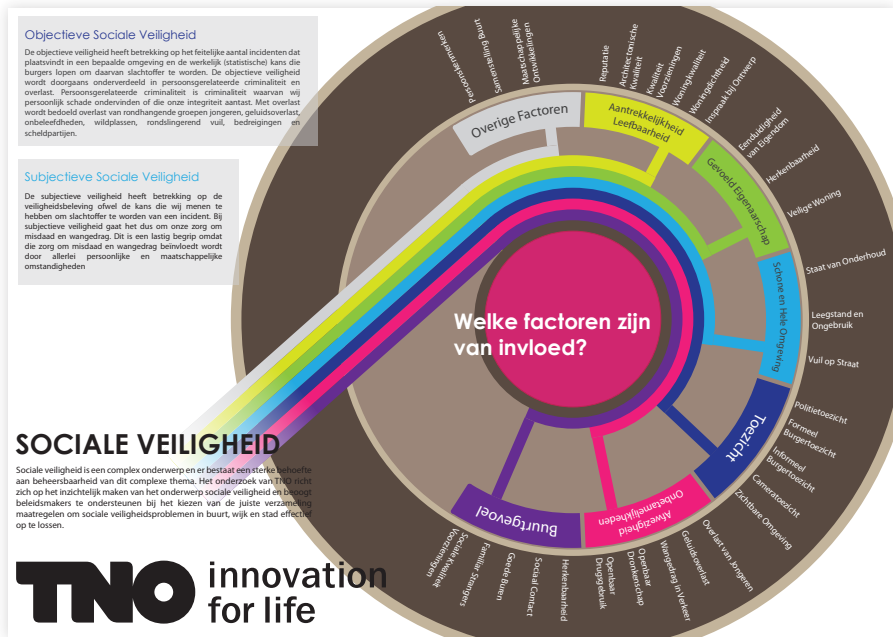 Objectieve Sociale Veiligheid
De objectieve veiligheid heeft betrekking op het feitelijke aantal incidenten dat
plaatsvindt in een bepaalde omgeving en de werkelijk (statistische) kans die
burgers lopen om daarvan slachtoffer te worden. De objectieve veiligheid
wordt doorgaans onderverdeeld in persoonsgerelateerde criminaliteit en
overlast. Persoonsgerelateerde criminaliteit is criminaliteit waarvan wij
persoonlijk schade ondervinden of die onze integriteit aantast. Met overlast
wordt bedoeld overlast van rondhangende groepen jongeren, geluidsoverlast,
onbeleefdheden, wildplassen, rondslingerend vuil, bedreigingen en
scheldpartijen.
Subjectieve Sociale Veiligheid
De subjectieve veiligheid heeft betrekking op de
veiligheidsbeleving ofwel de kans die wij menen te
hebben om slachtoffer te worden van een incident. Bij
subjectieve veiligheid gaat het dus om onze zorg om
misdaad en wangedrag. Dit is een lastig begrip omdat
die zorg om misdaad en wangedrag beïnvloedt wordt
door allerlei persoonlijke en maatschappelijke
omstandigheden
SOCIALE VEILIGHEID
Sociale veiligheid is een complex onderwerp en er bestaat een sterke behoefte
aan beheersbaarheid van dit complexe thema. Het onderzoek van TNO richt
zich op het inzichtelijk maken van het onderwerp sociale veiligheid en beoogt
beleidsmakers te ondersteunen bij het kiezen van de juiste verzameling
maatregelen om sociale veiligheidsproblemen in buurt, wijk en stad effectief
op te lossen.
TNO innovation
for life
Welke factoren zijn
van invloed?
Overige Factoren
Persoonskenmerken
Samenstelling Buurt
Maatschappelijke
Ontwikkelingen
Aantrekkelijkheid
Leefbaarheid
Reputatie
Architectonische
Kwaliteit
Kwaliteit
Voorzieningen
Woningkwaliteit
Woningdichtheid
Inspraak bij Ontwerp
Gevoeld Eigenaarschap
Eenduidigheid
van Eigendom
Herkenbaarheid
Veilige Woning
Schone en Hele Omgeving
Staat van Onderhoud
Leegstand en
Ongebruik
Vuil op Straat
Toezicht
Politietoezicht
Formeel
Burgertoezicht
Informeel
Burgertoezicht
Cameratoezicht
Zichtbare Omgeving
Afwezigheid
Onbetamelijkheden
Overlast van Jongeren
Geluidsoverlast
Wangedrag in Verkeer
Openbaar
Dronkenschap
Openbaar
Drugsgebruik
Buurtgevoel
Herkenbaarheid
Sociaal Contact
Goede Buren
Familiar Strangers
Sociale Kwaliteit
Voorzieningen